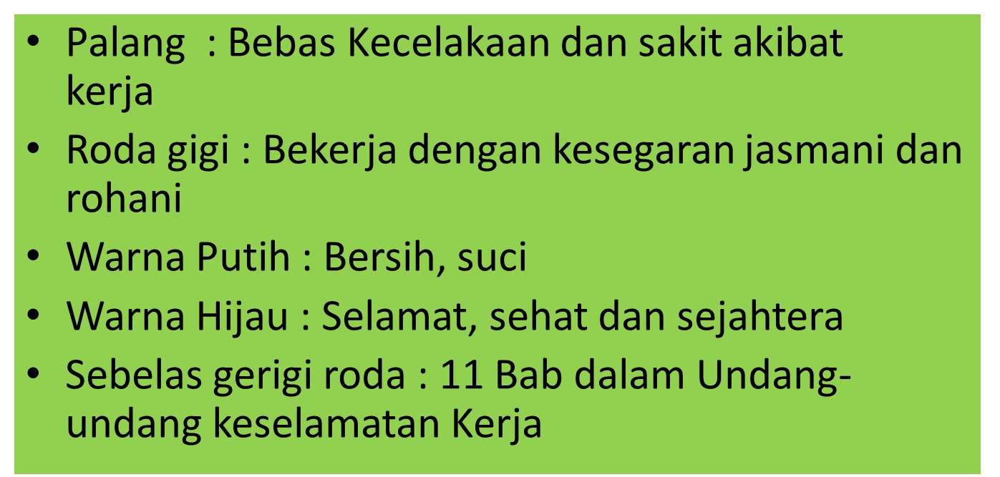 • Palang  : Bebas Kecelakaan dan sakit akibat
kerja
• Roda gigi : Bekerja dengan kesegaran jasmani dan
rohani
• Warna Putih : Bersih, suci
• Warna Hijau : Selamat, sehat dan sejahtera
• Sebelas gerigi roda : 11 Bab dalam Undang-
undang keselamatan Kerja